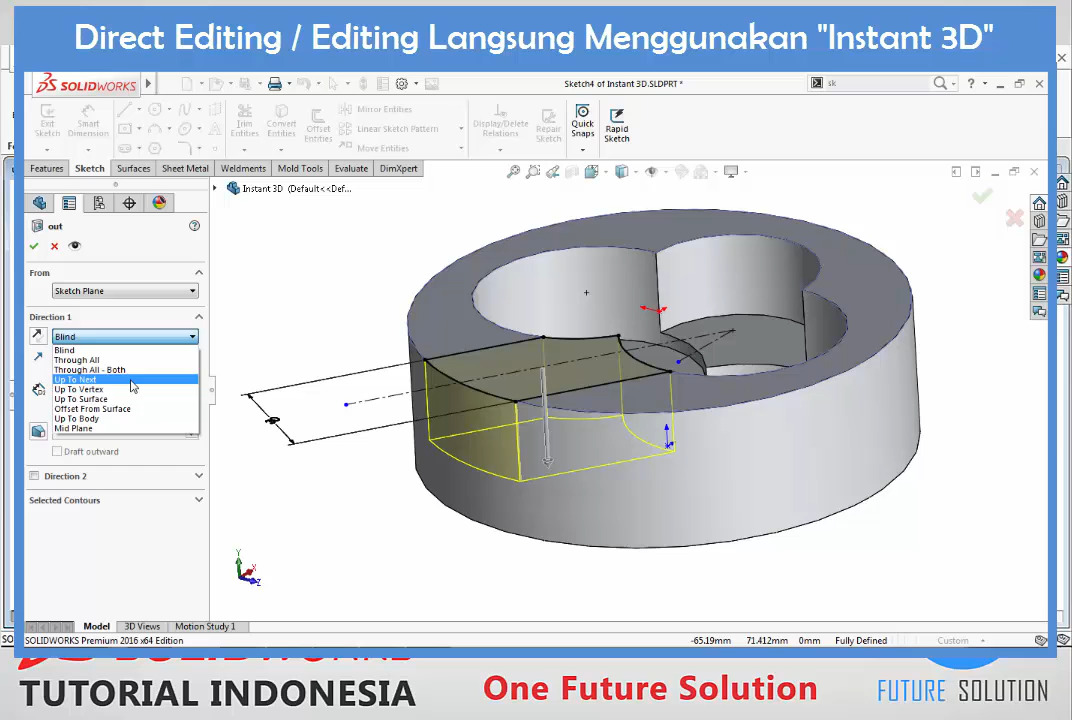 Direct Editing / Editing Langsung Menggunakan "Instant 3D"
SOLIDWORKS
Sketch4 of Instant 3D.SLDPRT *
sk
Exit Sketch
Smart Dimension
Trim Entities
Convert Entities
Offset Entities
Mirror Entities
Linear Sketch Pattern
Move Entities
Display/Delete Relations
Repair Sketch
Quick Snaps
Rapid Sketch
Features Sketch Surfaces Sheet Metal Weldments Mold Tools Evaluate DimXpert
Instant 3D (Default<<Def...
out
From
Sketch Plane
Direction 1
Blind
Blind
Through All
Through All - Both
Up To Next
Up To Vertex
Up To Surface
Offset From Surface
Up To Body
Mid Plane
Draft outward
Direction 2
Selected Contours
Y
X
Z
Model 3D Views Motion Study 1
SOLIDWORKS Premium 2016 x64 Edition
-65.19mm 71.412mm 0mm Fully Defined Custom
TUTORIAL INDONESIA
One Future Solution
FUTURE SOLUTION